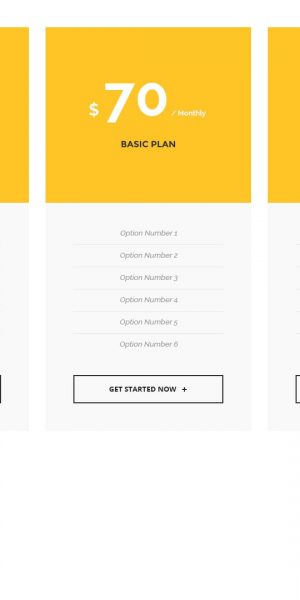 $ 70 / Monthly
BASIC PLAN
Option Number 1
Option Number 2
Option Number 3
Option Number 4
Option Number 5
Option Number 6
GET STARTED NOW +